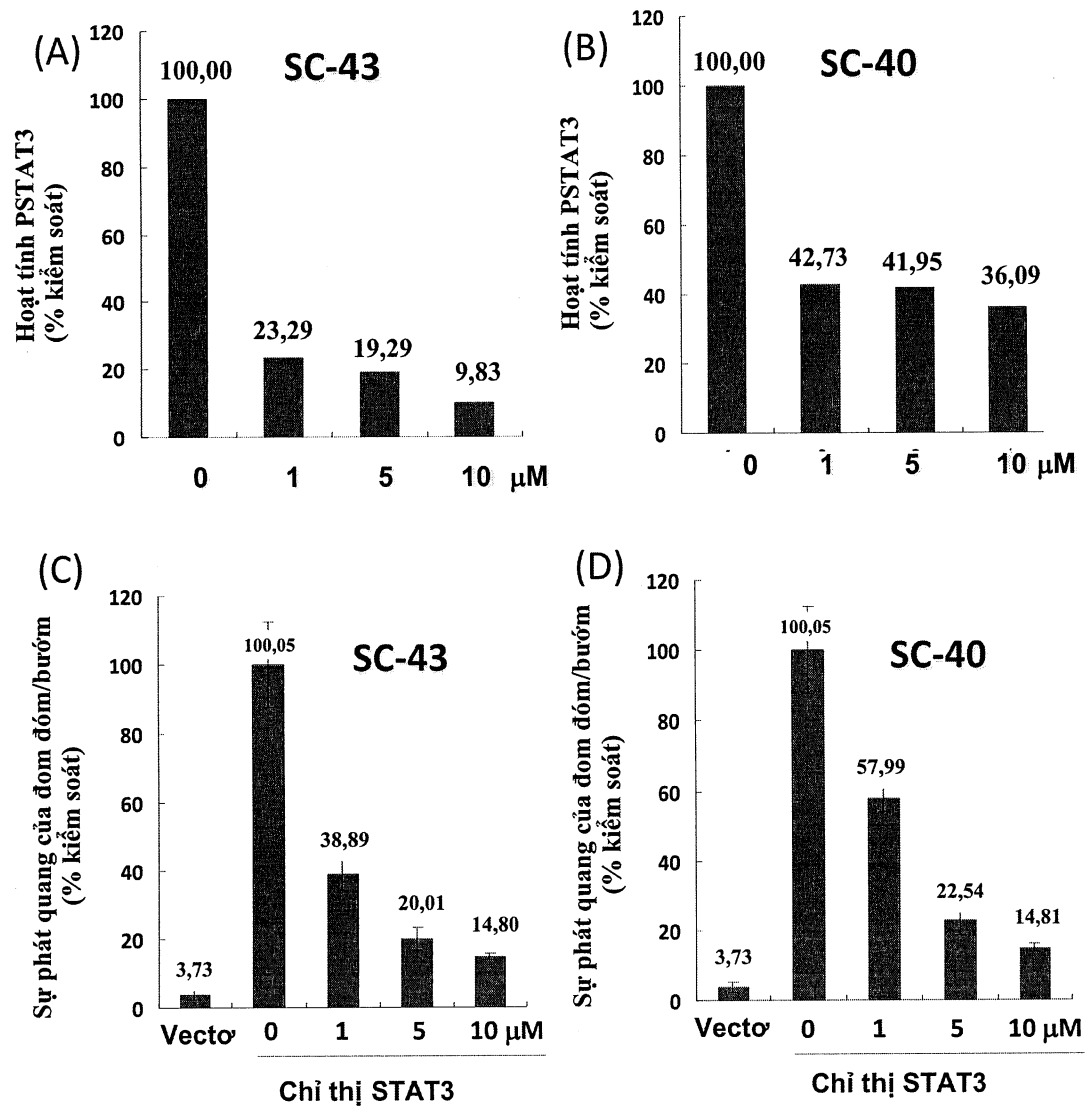 (A)
SC-43
Hoạt tính PSTAT3
(% kiểm soát)
120
100
80
60
40
20
0
100,00
23,29
19,29
9,83
0 1 5 10 μM
(B)
SC-40
Hoạt tính PSTAT3
(% kiểm soát)
120
100
80
60
40
20
0
100,00
42,73
41,95
36,09
0 1 5 10 μM
(C)
SC-43
Sự phát quang của đom đóm/bướm
(% kiểm soát)
120
100
80
60
40
20
0
3,73
100,05
38,89
20,01
14,80
Vectơ 0 1 5 10 μM
Chỉ thị STAT3
(D)
SC-40
Sự phát quang của đom đóm/bướm
(% kiểm soát)
120
100
80
60
40
20
0
3,73
100,05
57,99
22,54
14,81
Vectơ 0 1 5 10 μM
Chỉ thị STAT3